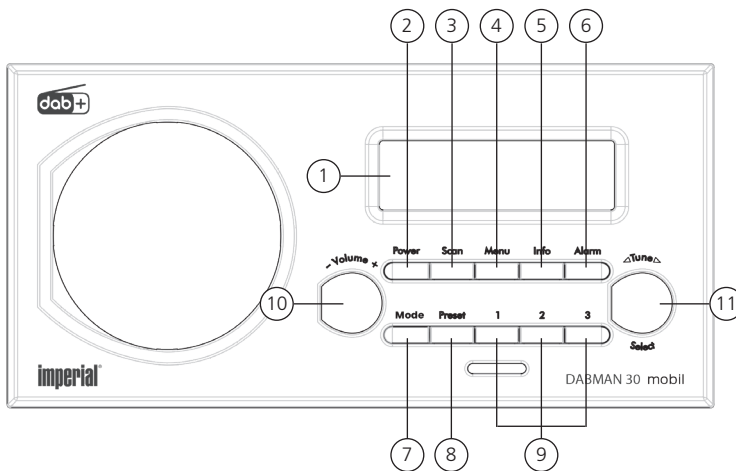 2 3 4 5 6
dab+
1
Power Scan Menu Info Alarm
- Volume +
◁Tune▷
10
11
Mode Preset 1 2 3
Select
imperial®
DABMAN 30 mobil
7 8 9